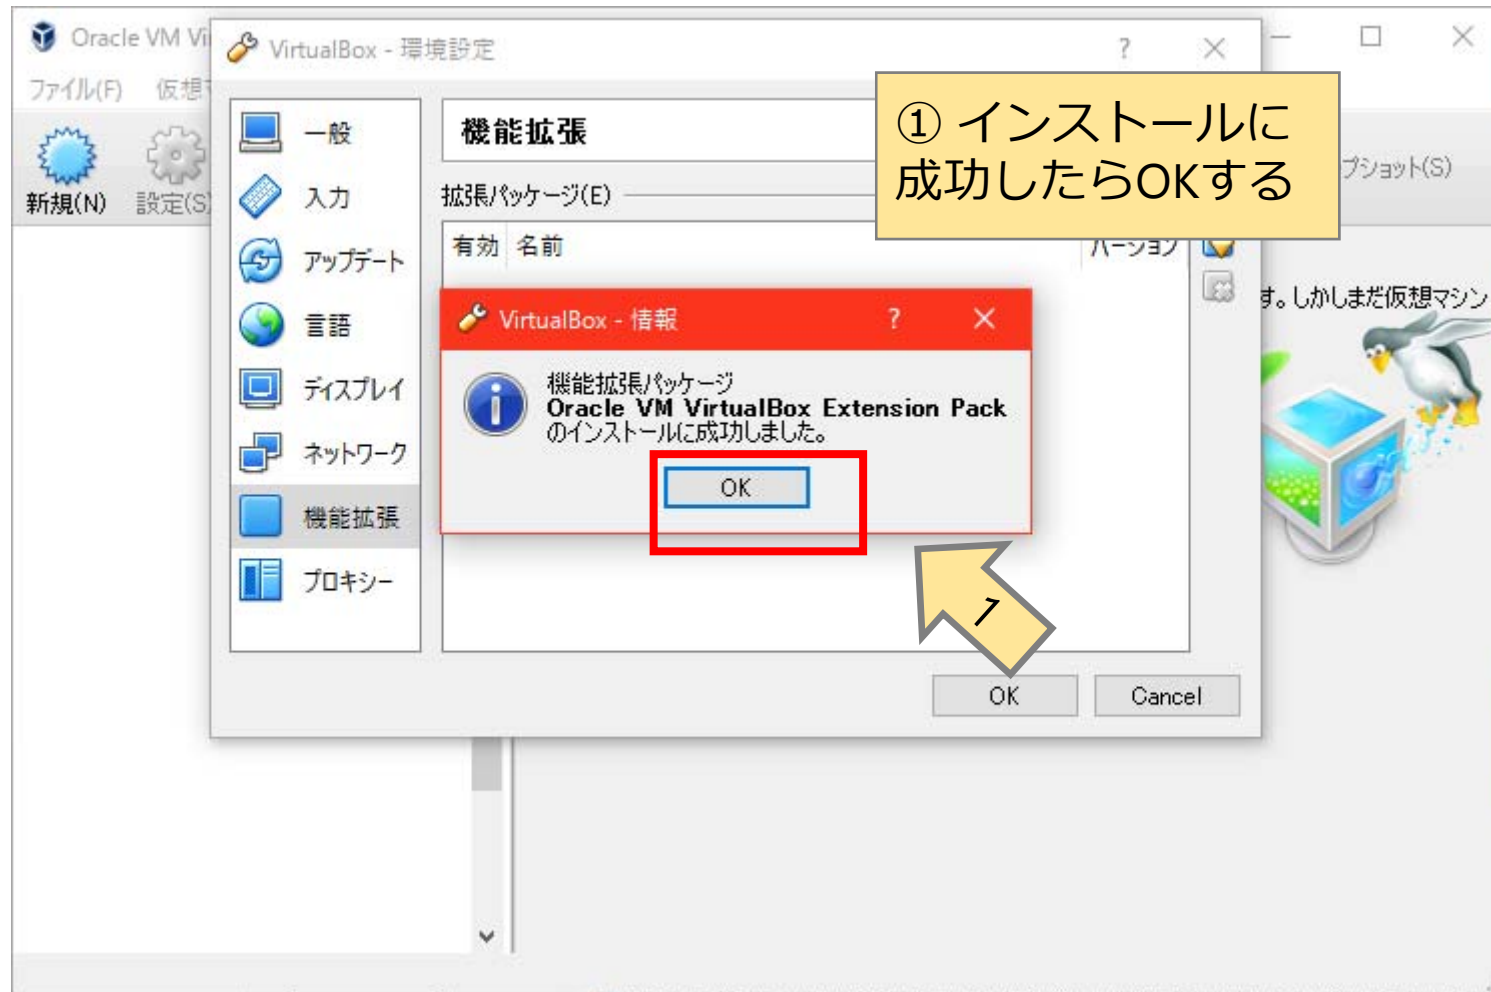 Oracle VM Vi
VirtualBox - 環境設定
ファイル(F) 仮想
新規(N) 設定(S)
プショット(S)
一般
入力
アップデート
言語
ディスプレイ
ネットワーク
機能拡張
プロキシー
機能拡張
拡張パッケージ(E)
有効 名前 バージョン
① インストールに
成功したらOKする
す。しかしまだ仮想マシン
VirtualBox - 情報
機能拡張パッケージ
Oracle VM VirtualBox Extension Pack
のインストールに成功しました。
OK
1
OK Cancel